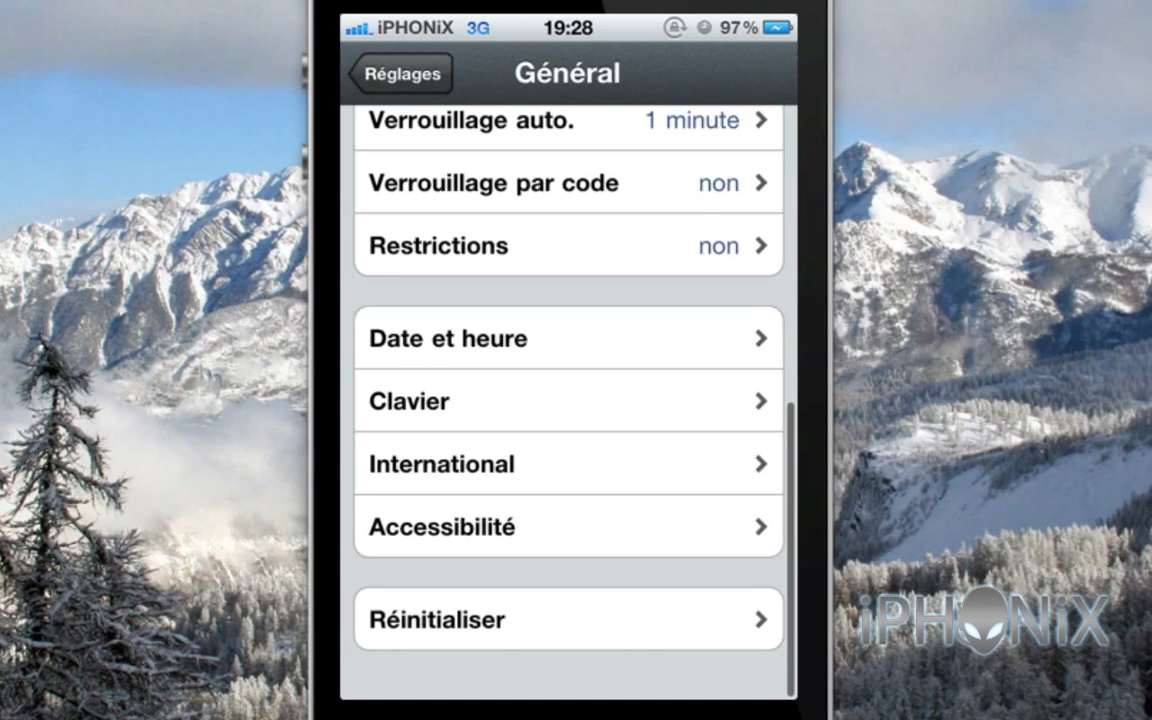 iPHONiX 3G 19:28 97 %
Réglages Général
Verrouillage auto. 1 minute
Verrouillage par code non
Restrictions non
Date et heure
Clavier
International
Accessibilité
Réinitialiser
iPHONiX